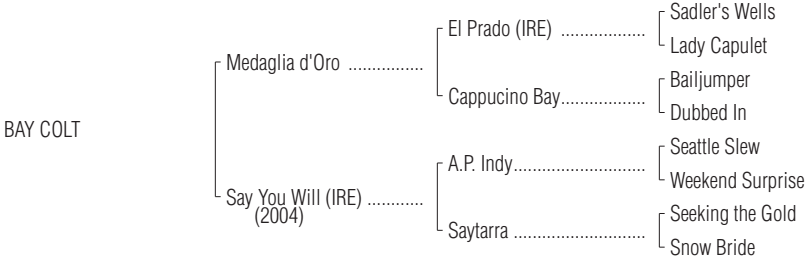 Sadler's Wells
El Prado (IRE) ..................
Lady Capulet
Medaglia d'Oro ................
Bailjumper
Cappucino Bay..................
Dubbed In
BAY COLT
Seattle Slew
A.P. Indy............................
Weekend Surprise
Say You Will (IRE) ............
(2004)
Seeking the Gold
Saytarra ............................
Snow Bride